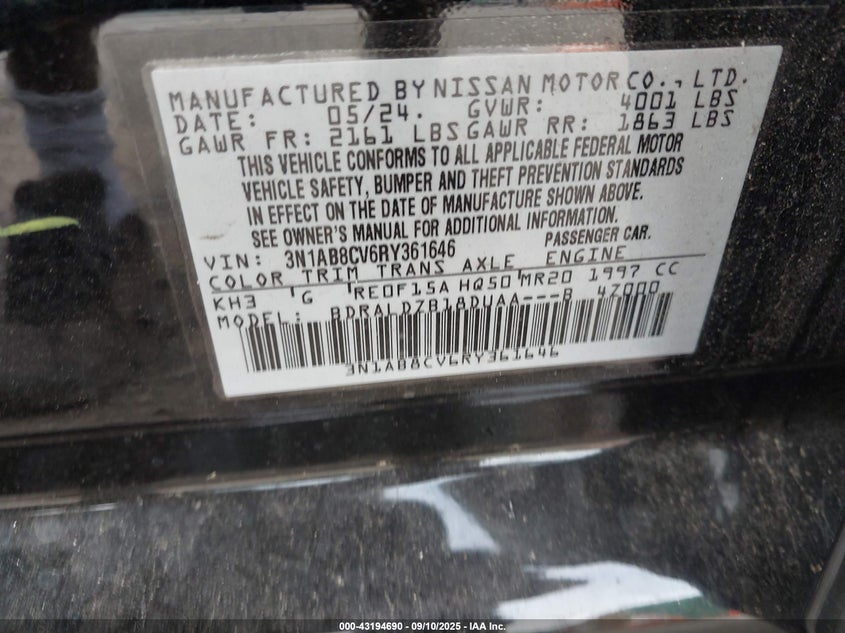 MANUFACTURED BY NISSAN MOTOR CO., LTD.
DATE: 05/24. GVWR: 4001 LBS
GAWR FR: 2161 LBS GAWR RR: 1863 LBS
THIS VEHICLE CONFORMS TO ALL APPLICABLE FEDERAL MOTOR
VEHICLE SAFETY, BUMPER AND THEFT PREVENTION STANDARDS
IN EFFECT ON THE DATE OF MANUFACTURE SHOWN ABOVE.
SEE OWNER'S MANUAL FOR ADDITIONAL INFORMATION.
VIN: 3N1AB8CV6RY361646 PASSENGER CAR.
COLOR TRIM TRANS AXLE ENGINE
KH3 G RE0F15A HQ50 MR20 1997 CC
MODEL: BDRALDZB18DUAA---B 47000
3N1AB8CV6RY361646
000-43194690 - 09/10/2025 - IAA Inc.